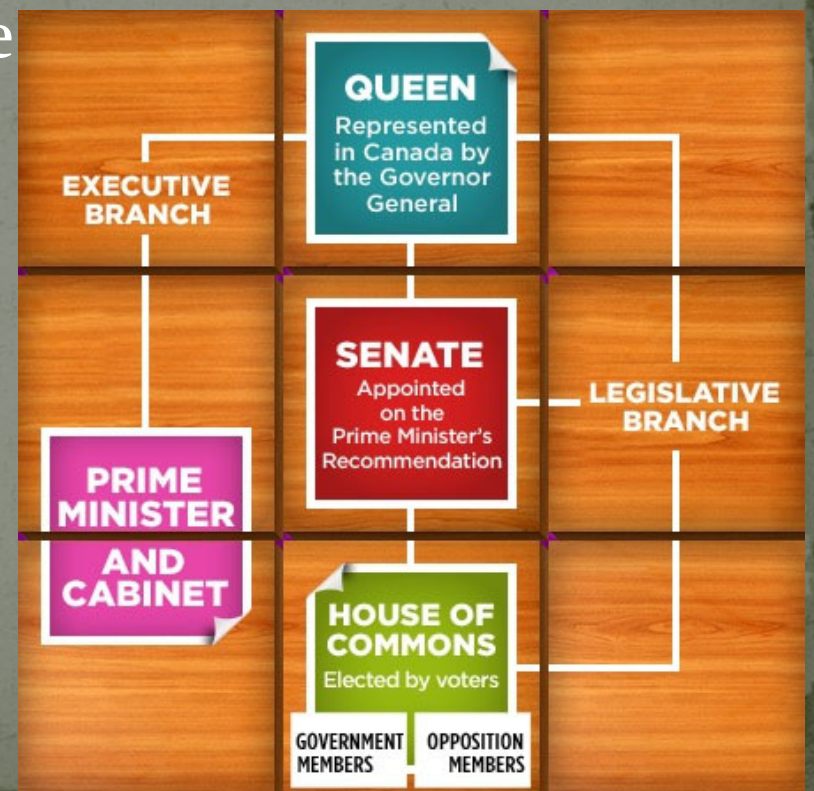 e
QUEEN
Represented
in Canada by
the Governor
General
EXECUTIVE
BRANCH
SENATE
Appointed
on the
Prime Minister's
Recommendation
LEGISLATIVE
BRANCH
PRIME
MINISTER
AND
CABINET
HOUSE OF
COMMONS
Elected by voters
GOVERNMENT
MEMBERS
OPPOSITION
MEMBERS